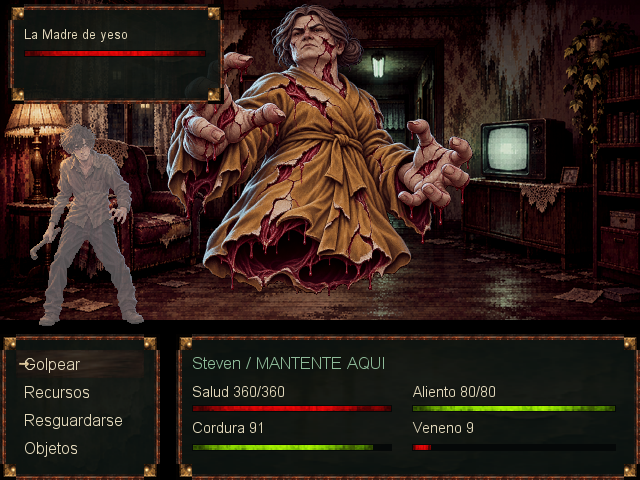 La Madre de yeso
Golpear
Recursos
Resguardarse
Objetos
Steven / MANTENTE AQUI
Salud 360/360
Aliento 80/80
Cordura 91
Veneno 9